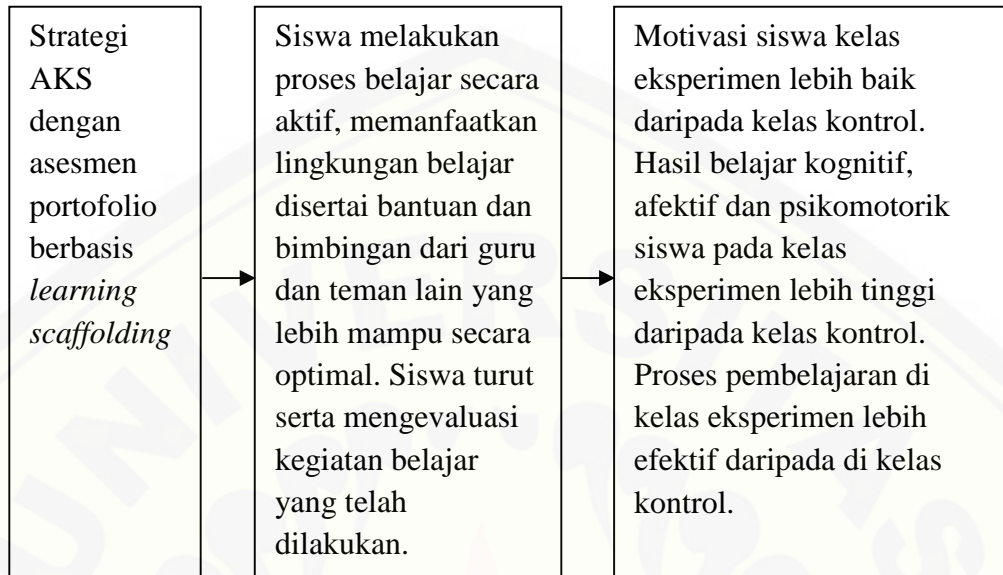 Strategi
AKS
dengan
asesmen
portofolio
berbasis
learning
scaffolding
Siswa melakukan
proses belajar secara
aktif, memanfaatkan
lingkungan belajar
disertai bantuan dan
bimbingan dari guru
dan teman lain yang
lebih mampu secara
optimal. Siswa turut
serta mengevaluasi
kegiatan belajar
yang telah
dilakukan.
Motivasi siswa kelas
eksperimen lebih baik
daripada kelas kontrol.
Hasil belajar kognitif,
afektif dan psikomotorik
siswa pada kelas
eksperimen lebih tinggi
daripada kelas kontrol.
Proses pembelajaran di
kelas eksperimen lebih
efektif daripada di kelas
kontrol.
UNIVERSITAS